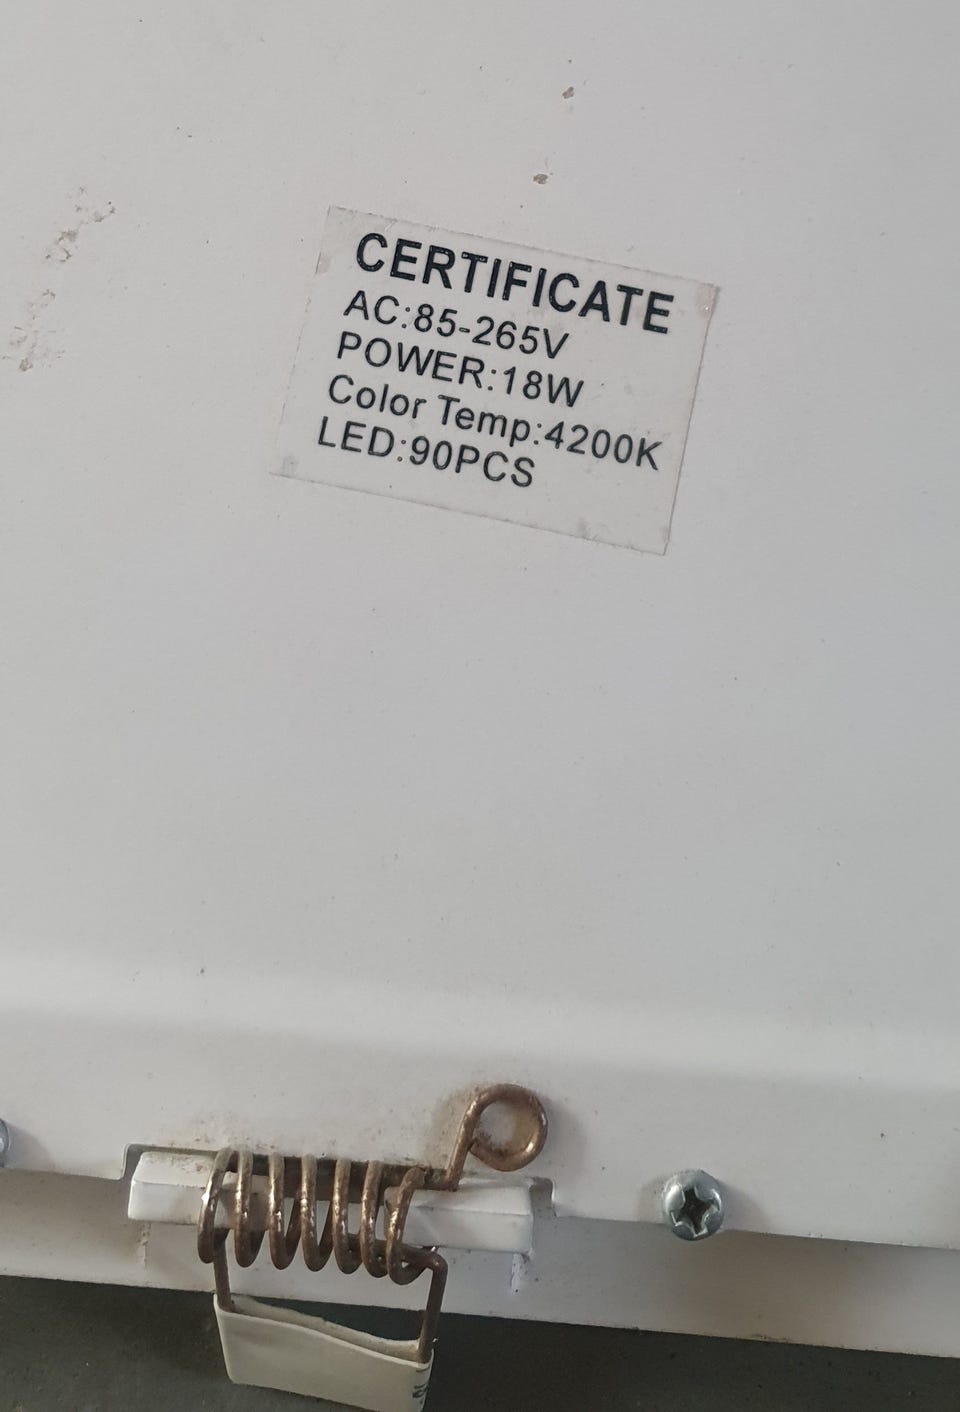 CERTIFICATE
AC:85-265V
POWER:18W
Color Temp:4200K
LED:90PCS